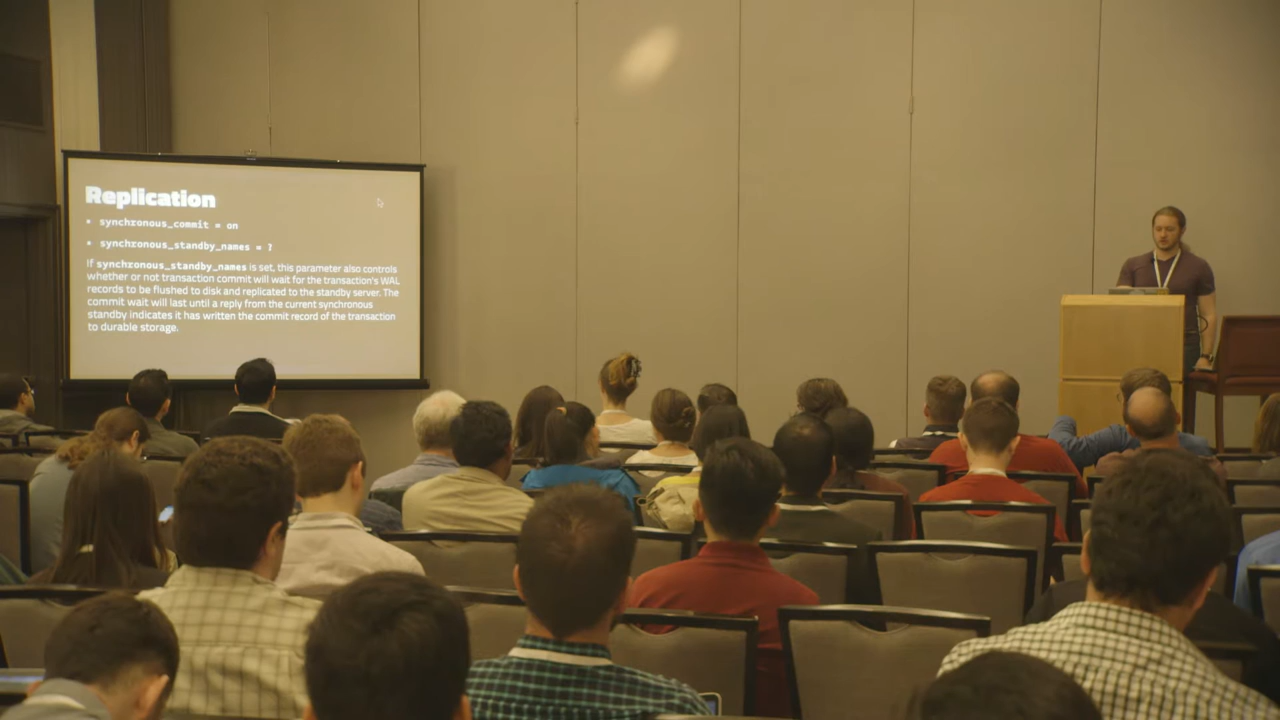 Replication
• synchronous_commit = on
• synchronous_standby_names = ?
If synchronous_standby_names is set, this parameter also controls
whether or not transaction commit will wait for the transaction's WAL
records to be flushed to disk and replicated to the standby server. The
commit wait will last until a reply from the current synchronous
standby indicates it has written the commit record of the transaction
to durable storage.